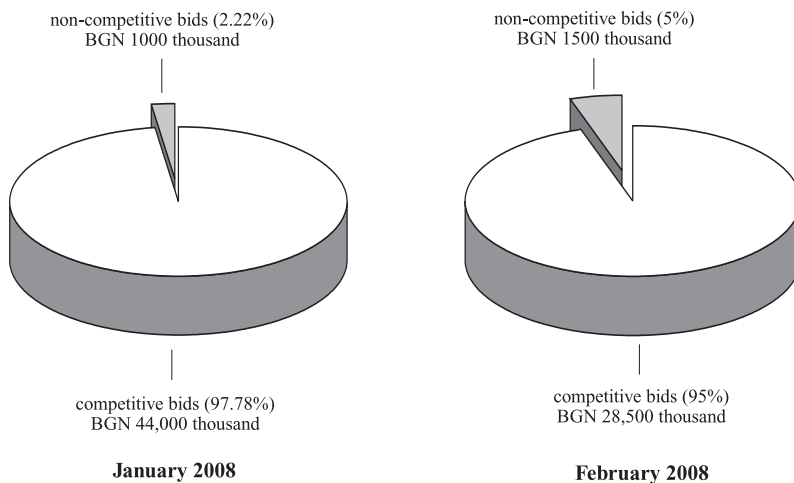 non-competitive bids (2.22%)
BGN 1000 thousand
competitive bids (97.78%)
BGN 44,000 thousand
January 2008
non-competitive bids (5%)
BGN 1500 thousand
competitive bids (95%)
BGN 28,500 thousand
February 2008